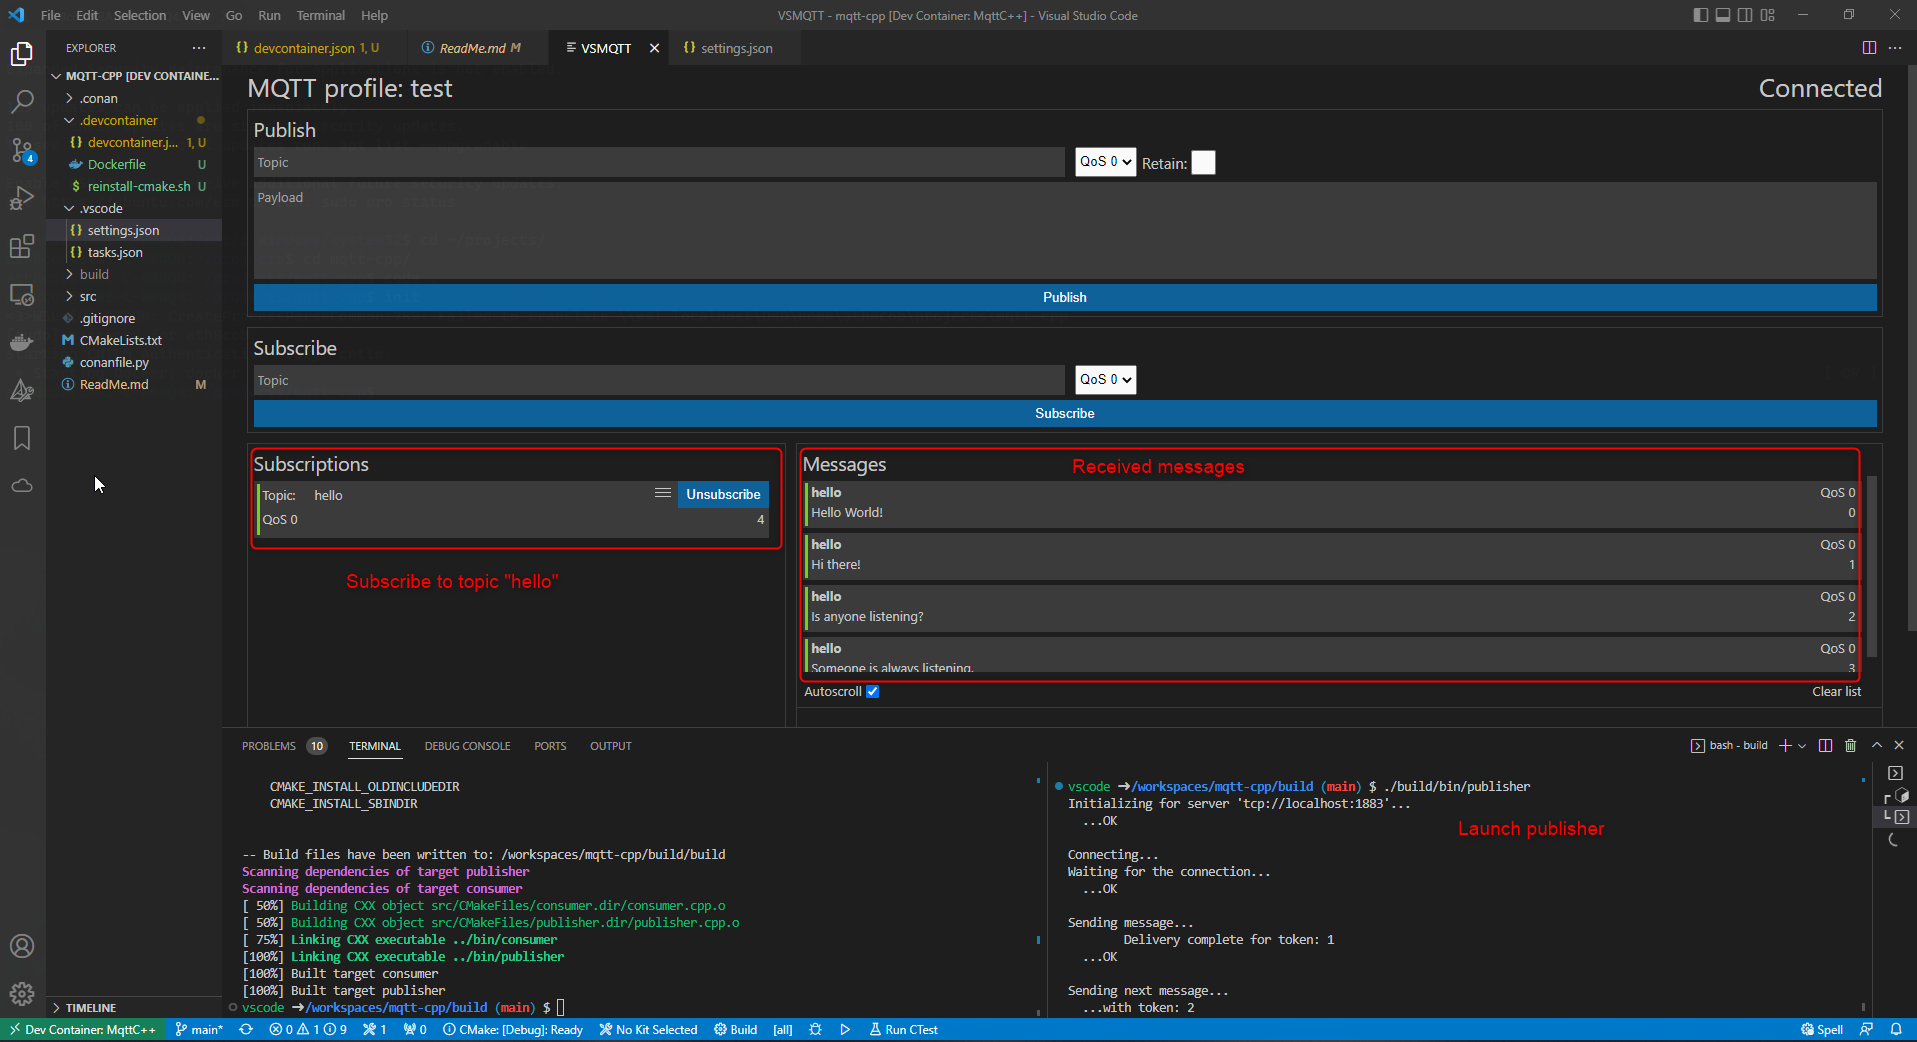 File Edit Selection View Go Run Terminal Help
VSMQTT - mqtt-cpp [Dev Container: MqttC++] - Visual Studio Code
EXPLORER
devcontainer.json 1, U
ReadMe.md M
VSMQTT
settings.json
MQTT-CPP [DEV CONTAINE...
.conan
.devcontainer
devcontainer.j... 1, U
Dockerfile U
reinstall-cmake.sh U
.vscode
settings.json
tasks.json
build
src
.gitignore
CMakeLists.txt
conanfile.py
ReadMe.md M
4
TIMELINE
MQTT profile: test
Connected
Publish
Topic
QoS 0
Retain:
Payload
Publish
Subscribe
Topic
QoS 0
Subscribe
Subscriptions
Topic: hello
Unsubscribe
QoS 0
4
Subscribe to topic "hello"
Messages
Received messages
hello QoS 0
Hello World! 0
hello QoS 0
Hi there! 1
hello QoS 0
Is anyone listening? 2
hello QoS 0
Someone is always listening. 3
Autoscroll
Clear list
PROBLEMS 10 TERMINAL DEBUG CONSOLE PORTS OUTPUT
bash - build
CMAKE_INSTALL_OLDINCLUDEDIR
CMAKE_INSTALL_SBINDIR
-- Build files have been written to: /workspaces/mqtt-cpp/build/build
Scanning dependencies of target publisher
Scanning dependencies of target consumer
[ 50%] Building CXX object src/CMakeFiles/consumer.dir/consumer.cpp.o
[ 50%] Building CXX object src/CMakeFiles/publisher.dir/publisher.cpp.o
[ 75%] Linking CXX executable ../bin/consumer
[100%] Linking CXX executable ../bin/publisher
[100%] Built target consumer
[100%] Built target publisher
vscode ➜/workspaces/mqtt-cpp/build (main) $
vscode ➜/workspaces/mqtt-cpp/build (main) $ ./build/bin/publisher
Initializing for server 'tcp://localhost:1883'...
...OK
Launch publisher
Connecting...
Waiting for the connection...
...OK
Sending message...
Delivery complete for token: 1
...OK
Sending next message...
...with token: 2
Dev Container: MqttC++ main* 0 1 9 1 0 CMake: [Debug]: Ready No Kit Selected Build [all] Run CTest Spell